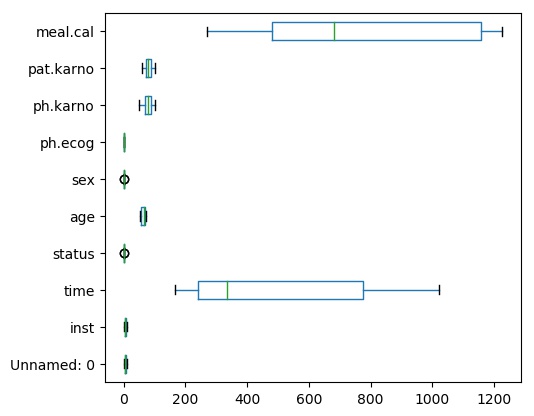 meal.cal
pat.karno
ph.karno
ph.ecog
sex
age
status
time
inst
Unnamed: 0
0 200 400 600 800 1000 1200